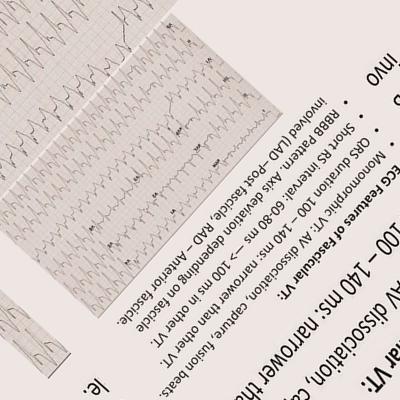 ECG Features of Fascicular VT:
Monomorphic VT: AV dissociation, capture, fusion beats.
QRS duration 100 – 140 ms: narrower than other VT.
Short RS interval: 60-80 ms —> 100 ms in other VT.
RBBB Pattern. Axis deviation depending on fascicle
involved (LAD –Post fascicle, RAD – Anterior fascicle
100 – 140 ms: narrower tha
AV dissociation, ca
ar VT:
invo
le.